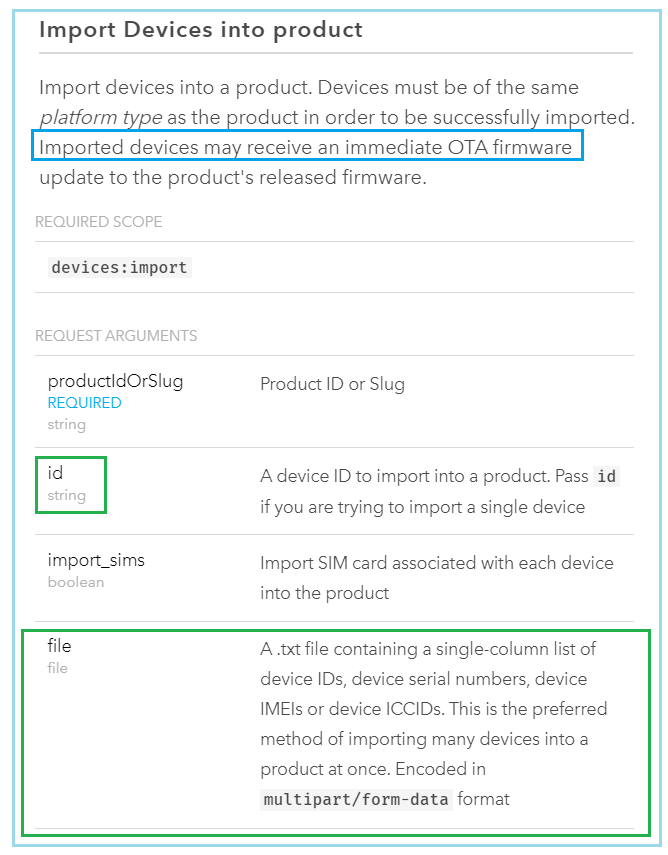 Import Devices into product
Import devices into a product. Devices must be of the same
platform type as the product in order to be successfully imported.
Imported devices may receive an immediate OTA firmware
update to the product's released firmware.
REQUIRED SCOPE
devices:import
REQUEST ARGUMENTS
productIdOrSlug
REQUIRED
string
Product ID or Slug
id
string
A device ID to import into a product. Pass id
if you are trying to import a single device
import_sims
boolean
Import SIM card associated with each device
into the product
file
file
A .txt file containing a single-column list of
device IDs, device serial numbers, device
IMEIs or device ICCIDs. This is the preferred
method of importing many devices into a
product at once. Encoded in
multipart/form-data format